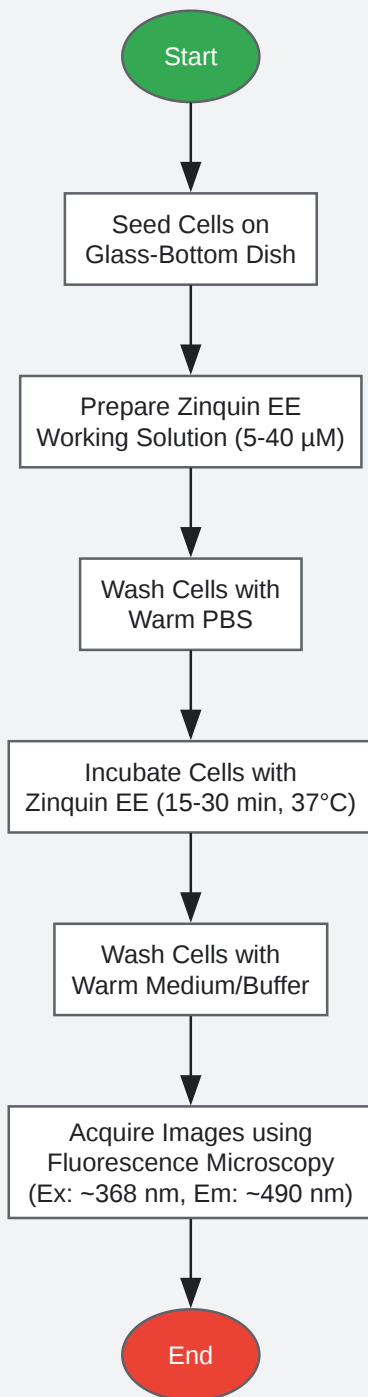 Start
Seed Cells on
Glass-Bottom Dish
Prepare Zinquin EE
Working Solution (5-40 µM)
Wash Cells with
Warm PBS
Incubate Cells with
Zinquin EE (15-30 min, 37°C)
Wash Cells with
Warm Medium/Buffer
Acquire Images using
Fluorescence Microscopy
(Ex: ~368 nm, Em: ~490 nm)
End